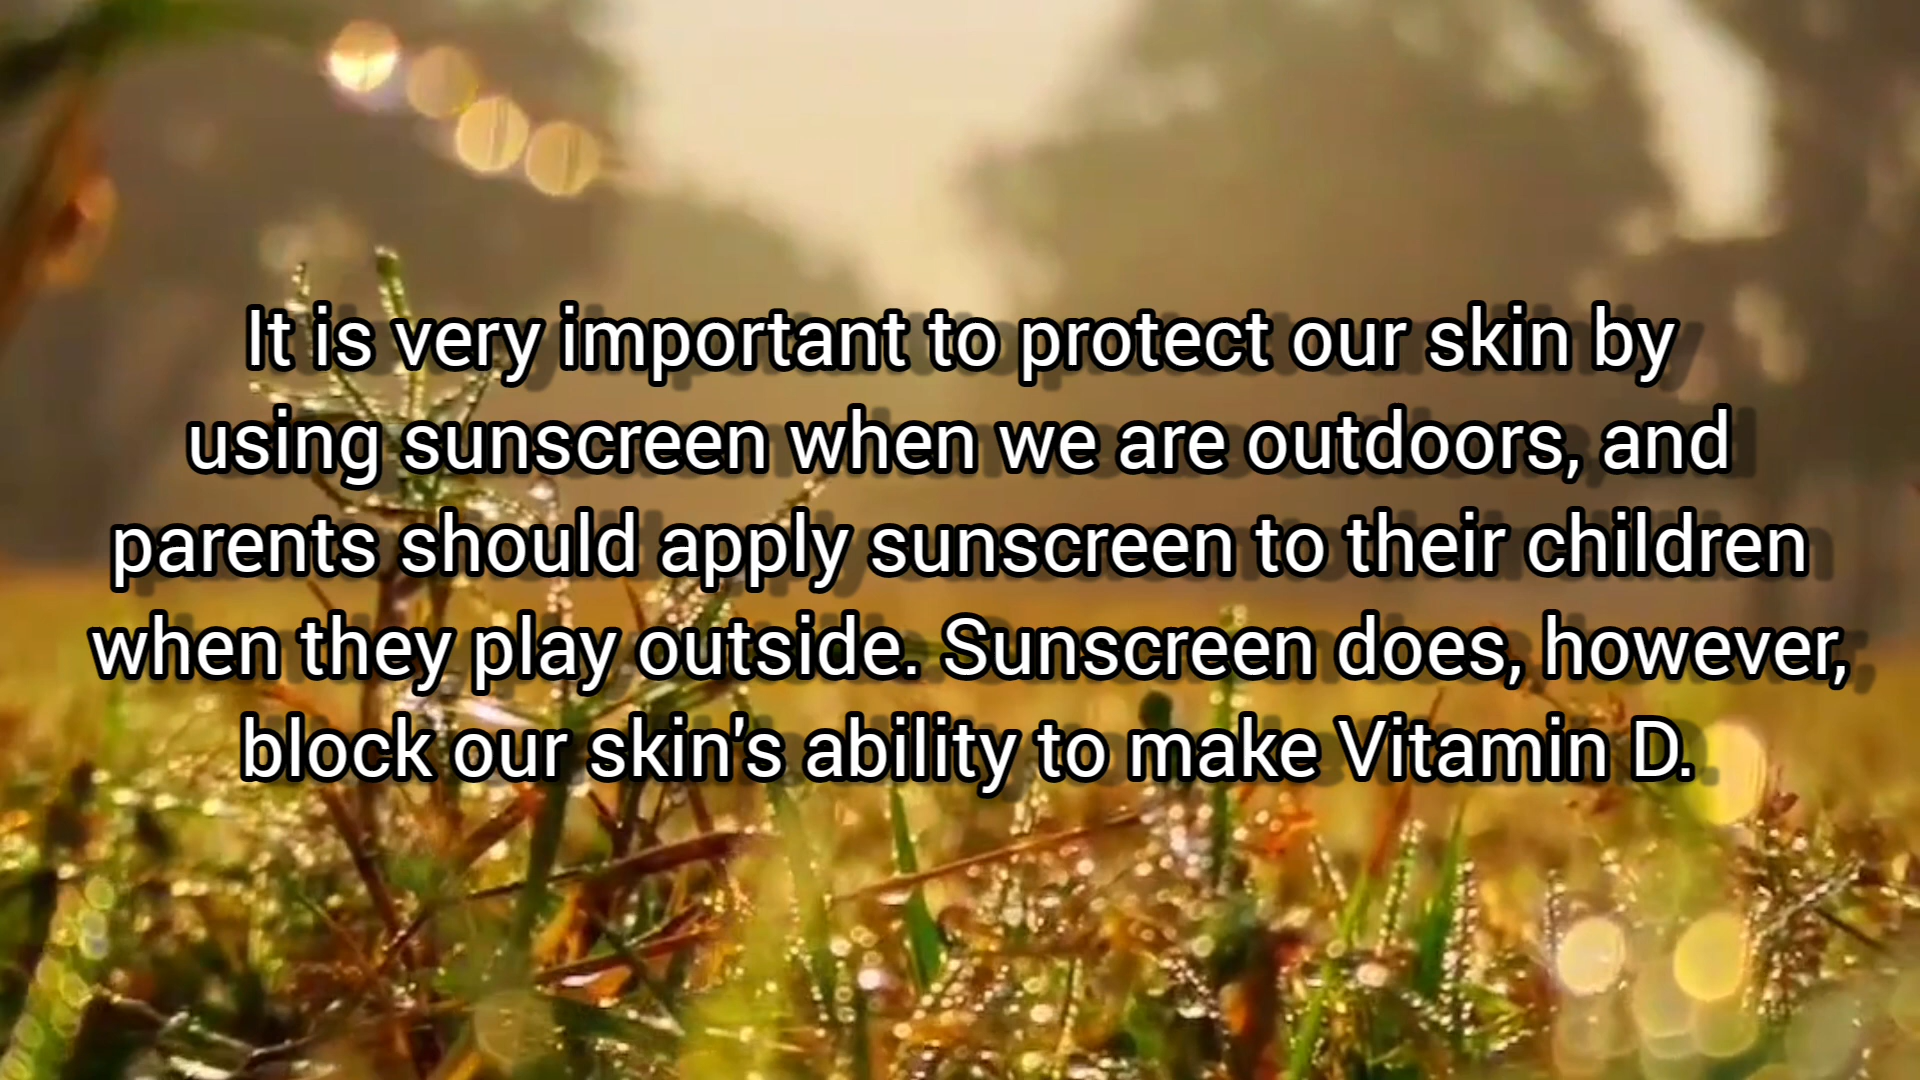 It is very important to protect our skin by
using sunscreen when we are outdoors, and
parents should apply sunscreen to their children
when they play outside. Sunscreen does, however,
block our skin's ability to make Vitamin D.